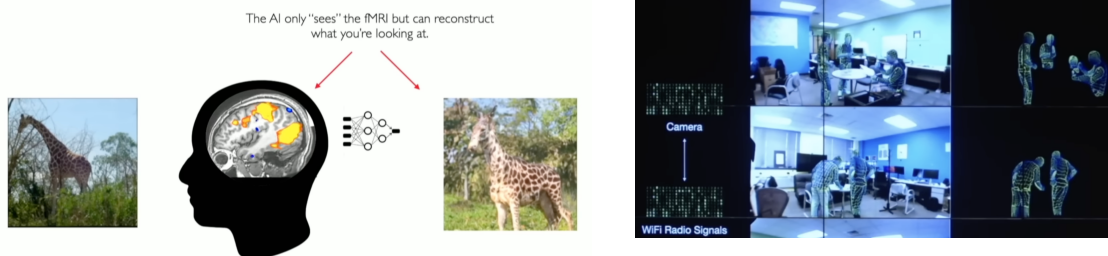 The AI only "sees" the fMRI but can reconstruct
what you're looking at.
Camera
WiFi Radio Signals